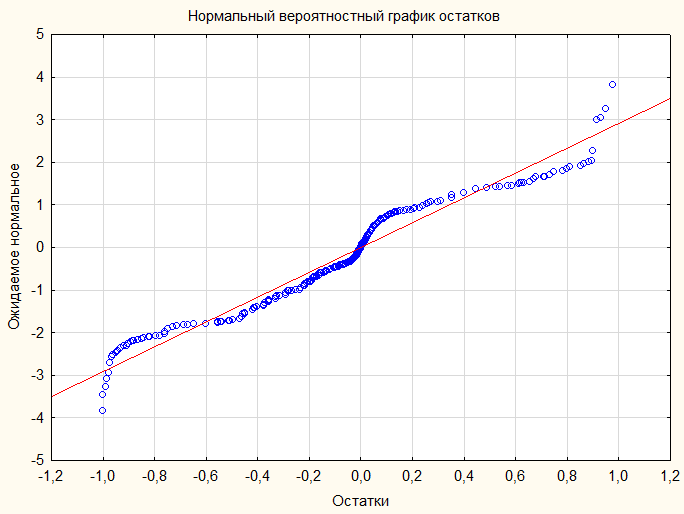 Нормальный вероятностный график остатков
Ожидаемое нормальное
5
4
3
2
1
0
-1
-2
-3
-4
-5
-1,2 -1,0 -0,8 -0,6 -0,4 -0,2 0,0 0,2 0,4 0,6 0,8 1,0 1,2
Остатки